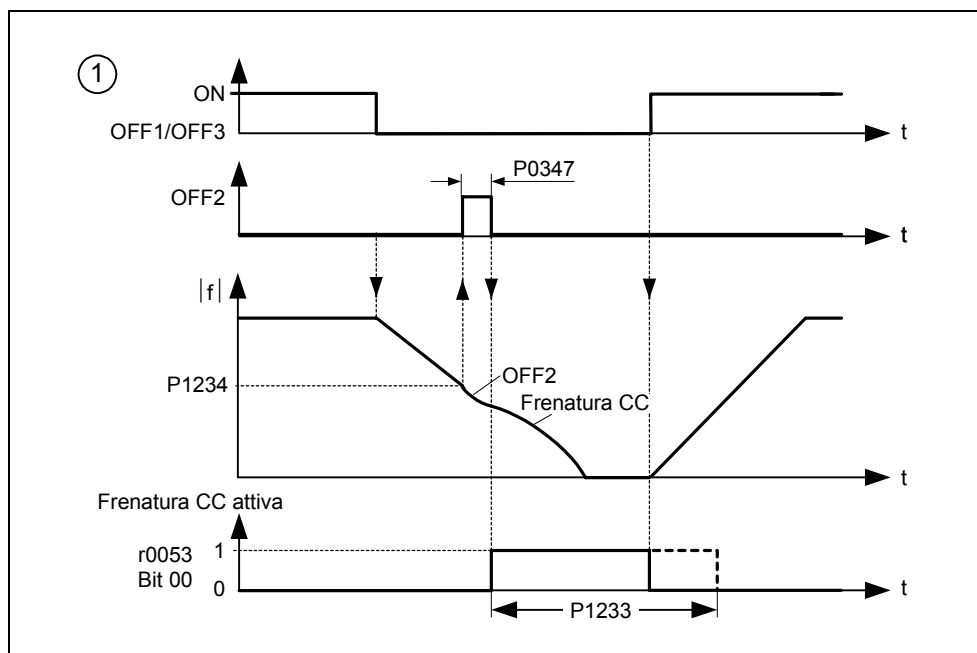 1
ON
OFF1/OFF3
t
P0347
OFF2
t
|f|
P1234
OFF2
Frenatura CC
t
Frenatura CC attiva
r0053 1
Bit 00
0
t
P1233